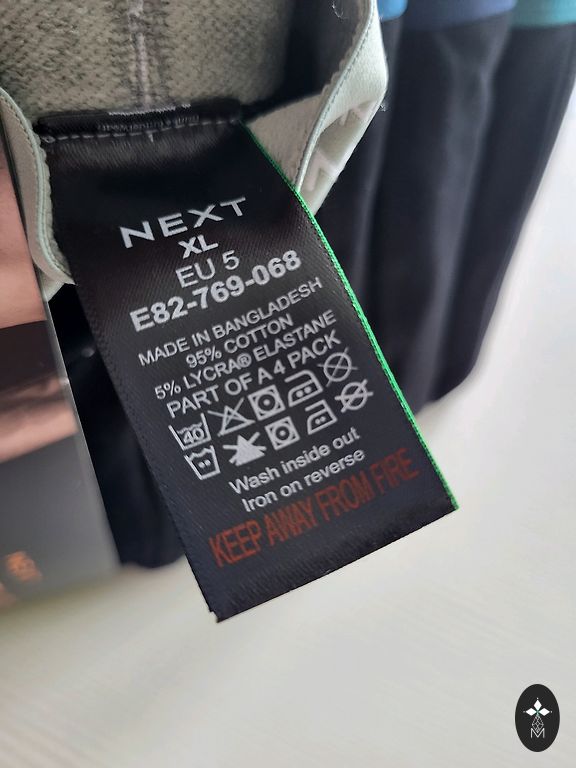 NEXT
XL
EU 5
E82-769-068
MADE IN BANGLADESH
95% COTTON
5% LYCRA® ELASTANE
PART OF A 4 PACK
40
Wash inside out
Iron on reverse
KEEP AWAY FROM FIRE
M